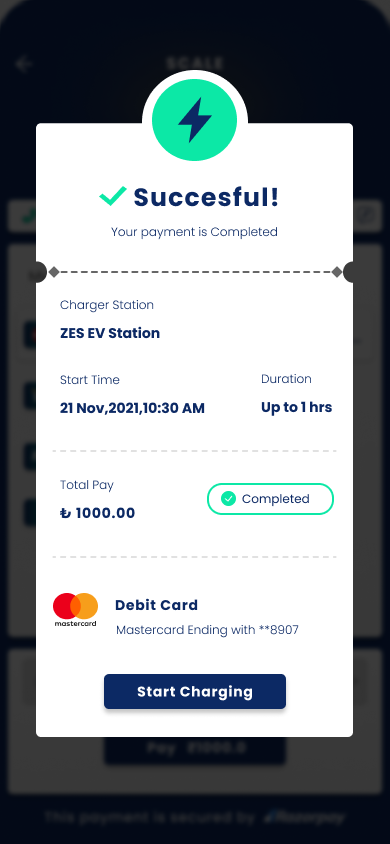 SCALE
Succesful!
Your payment is Completed
Charger Station
ZES EV Station
Start Time
Duration
21 Nov,2021,10:30 AM
Up to 1 hrs
Total Pay
Completed
₺ 1000.00
mastercard
Debit Card
Mastercard Ending with **8907
Start Charging
Pay ₹1000.0
This payment is secured by Razorpay